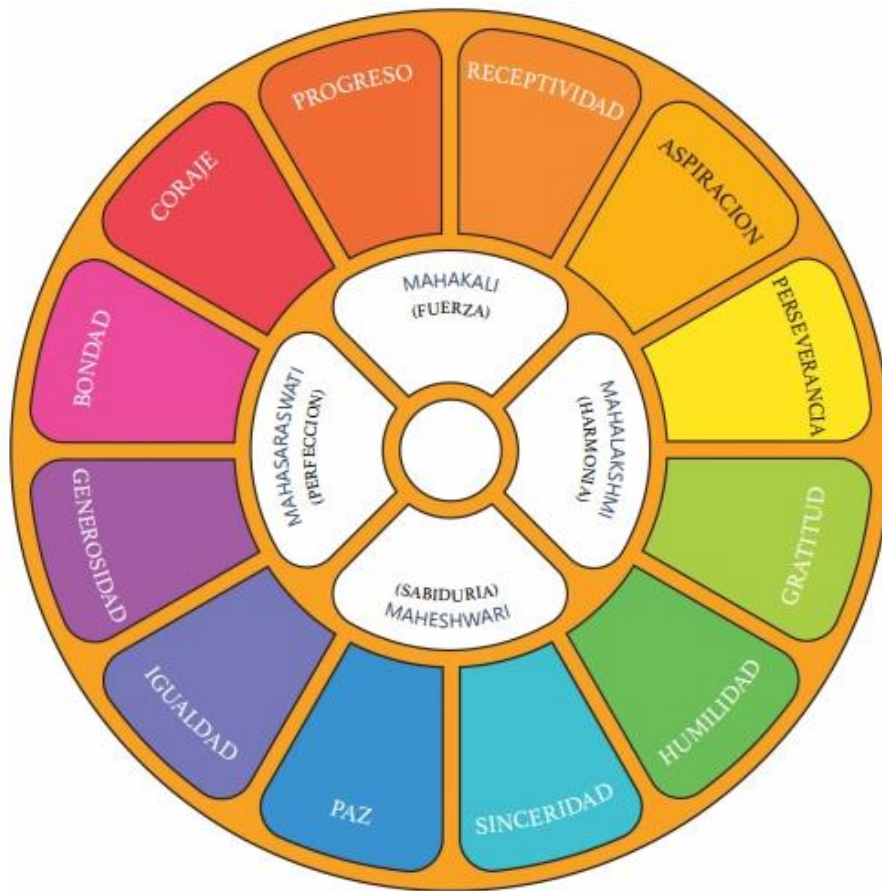 PROGRESO
RECEPTIVIDAD
ASPIRACION
PERSEVERANCIA
GRATITUD
HUMILIDAD
SINCERIDAD
PAZ
IGUALDAD
GENEROSIDAD
BONDAD
CORAJE
MAHAKALI
(FUERZA)
MAHALAKSHMI
(HARMONIA)
(SABIDURIA)
MAHESHWARI
MAHASARASWATI
(PERFECCION)